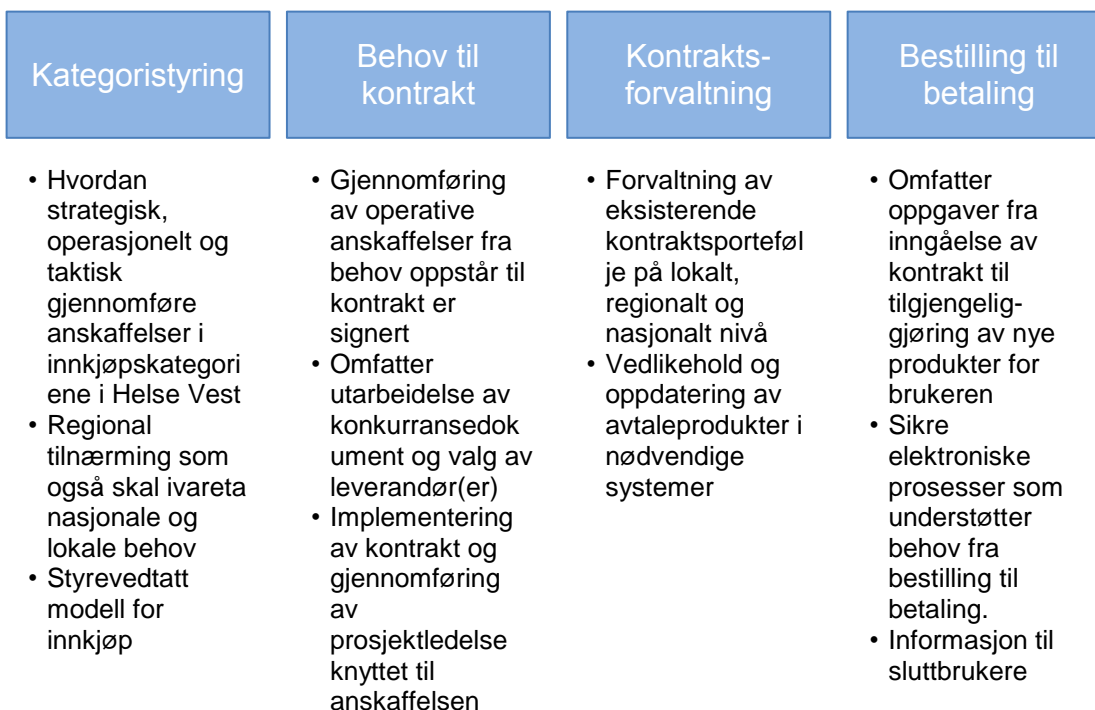 Kategoristyring
• Hvordan
strategisk,
operasjonelt og
taktisk
gjennomføre
anskaffelser i
innkjøpskategori
ene i Helse Vest
• Regional
tilnærming som
også skal ivareta
nasjonale og
lokale behov
• Styrevedtatt
modell for
innkjøp
Behov til
kontrakt
• Gjennomføring
av operative
anskaffelser fra
behov oppstår til
kontrakt er
signert
• Omfatter
utarbeidelse av
konkurransedok
ument og valg av
leverandør(er)
• Implementering
av kontrakt og
gjennomføring
av
prosjektledelse
knyttet til
anskaffelsen
Kontrakts-
forvaltning
• Forvaltning av
eksisterende
kontraktsporteføl
je på lokalt,
regionalt og
nasjonalt nivå
• Vedlikehold og
oppdatering av
avtaleprodukter i
nødvendige
systemer
Bestilling til
betaling
• Omfatter
oppgaver fra
inngåelse av
kontrakt til
tilgjengelig-
gjøring av nye
produkter for
brukeren
• Sikre
elektroniske
prosesser som
understøtter
behov fra
bestilling til
betaling.
• Informasjon til
sluttbrukere